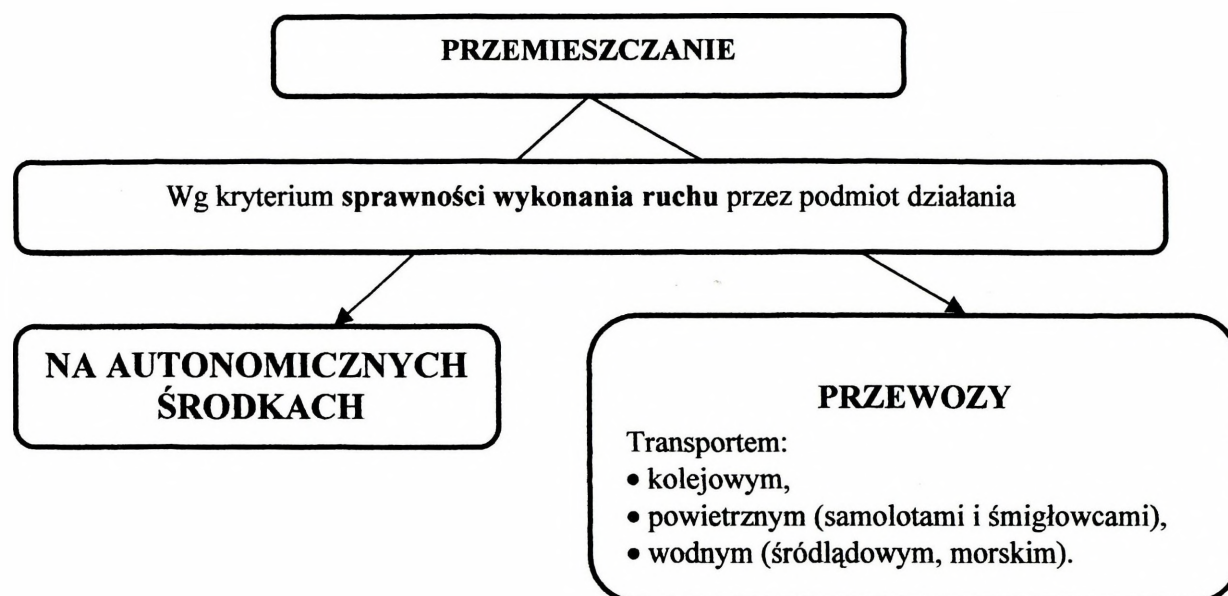 PRZEMIESZCZANIE
Wg kryterium sprawności wykonania ruchu przez podmiot działania
NA AUTONOMICZNYCH
ŚRODKACH
PRZEWOZY
Transportem:
• kolejowym,
• powietrznym (samolotami i śmigłowcami),
• wodnym (śródlądowym, morskim).